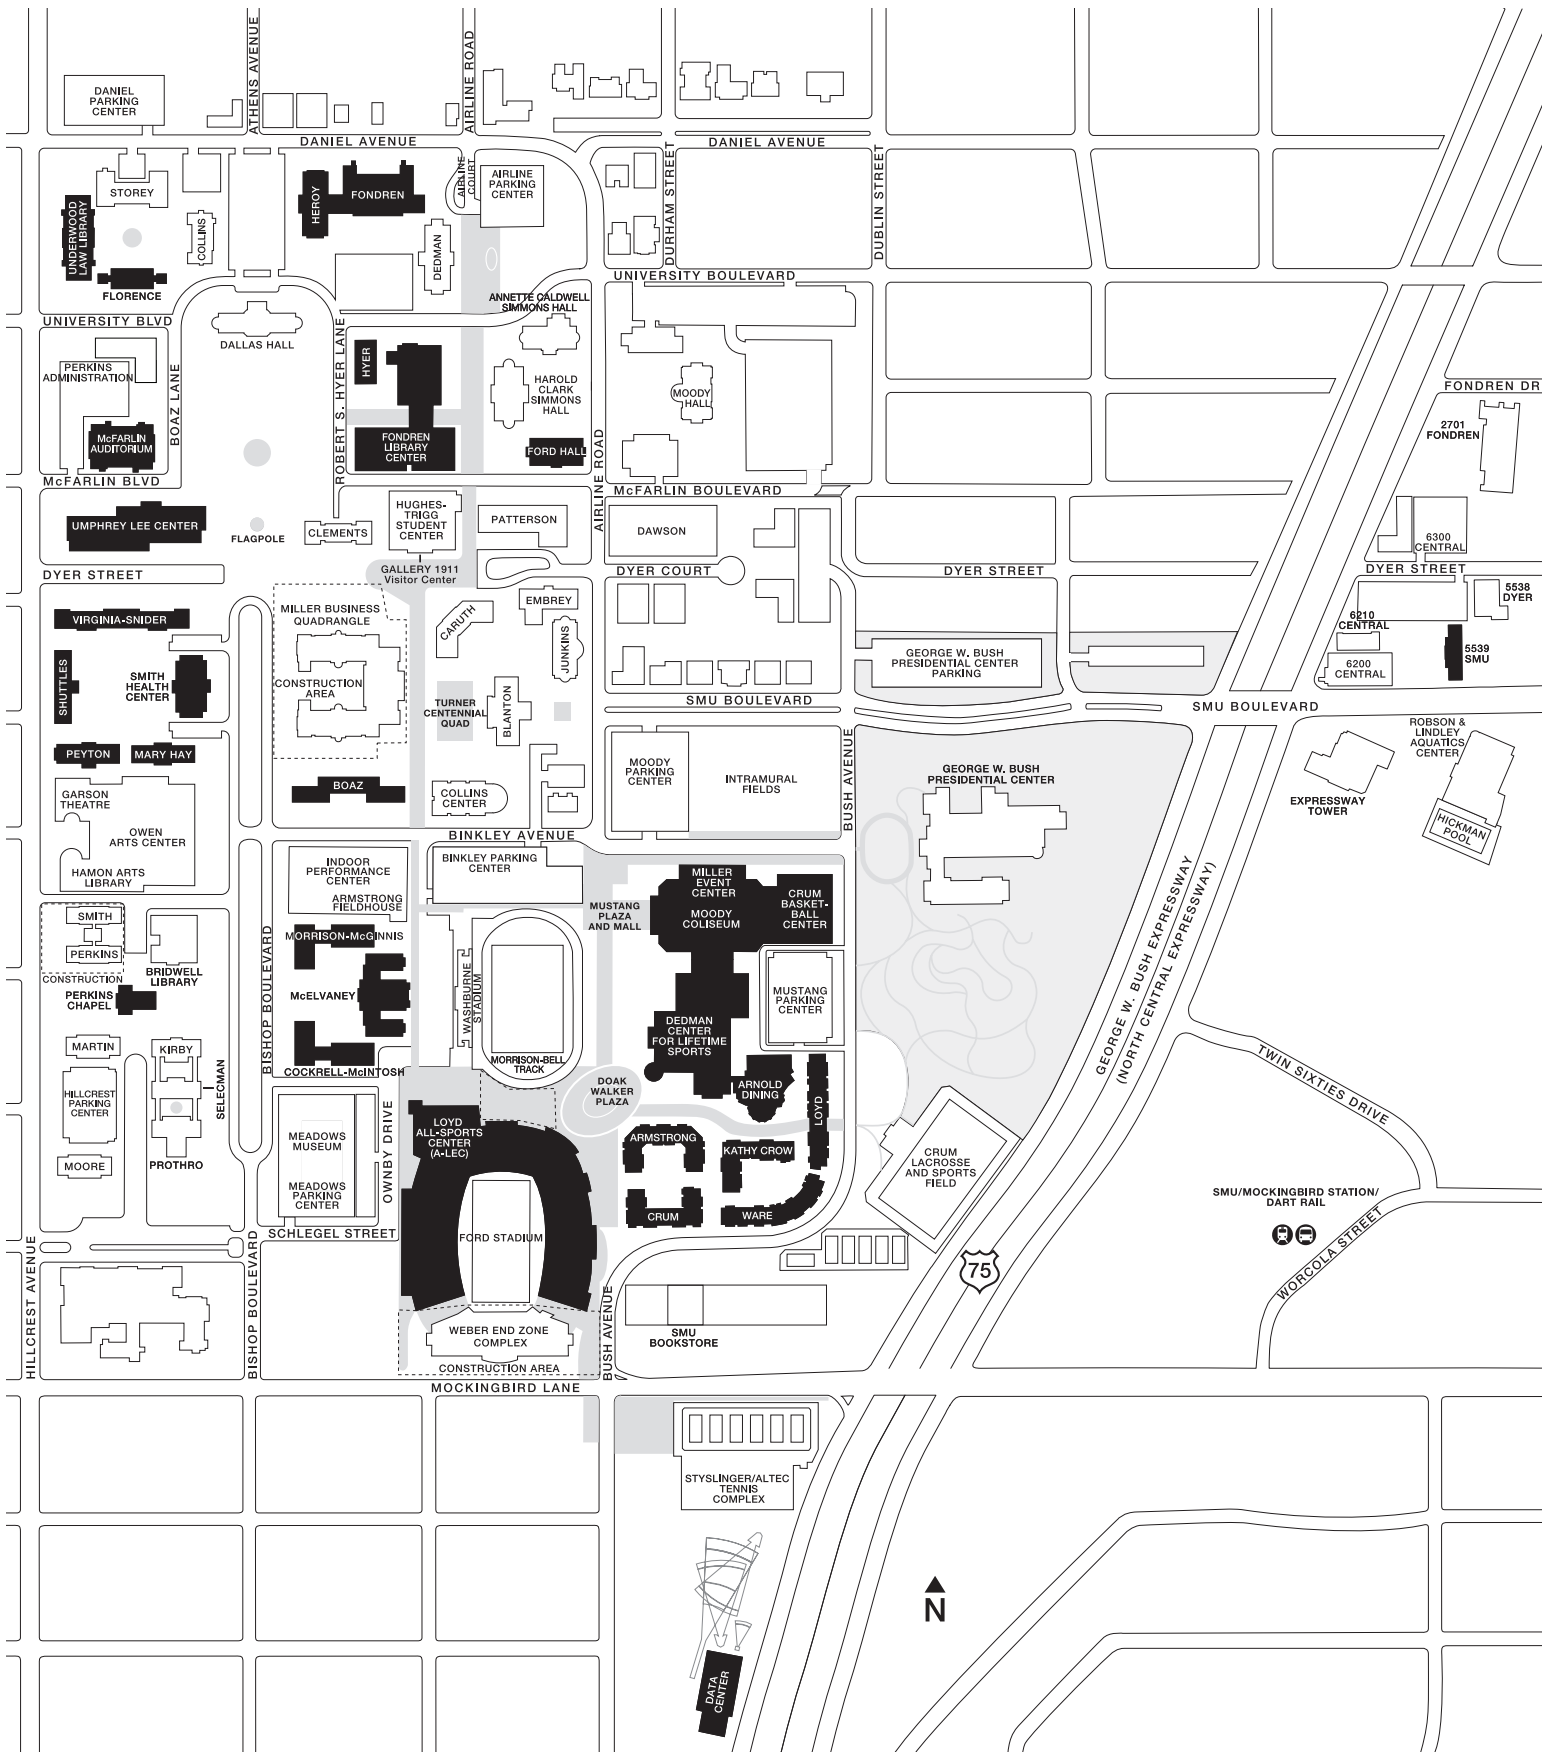 ATHENS AVENUE
AIRLINE ROAD
DANIEL
PARKING
CENTER
DANIEL AVENUE
DANIEL AVENUE
STOREY
UNDERWOOD
LAW LIBRARY
COLLINS
FLORENCE
HEROY
FONDREN
AIRLINE
COURT
AIRLINE
PARKING
CENTER
DEDMAN
DURHAM STREET
DUBLIN STREET
UNIVERSITY BOULEVARD
ANNETTE CALDWELL
SIMMONS HALL
UNIVERSITY BLVD
DALLAS HALL
ROBERT S. HYER LANE
HYER
PERKINS
ADMINISTRATION
BOAZ LANE
McFARLIN
AUDITORIUM
HAROLD
CLARK
SIMMONS
HALL
MOODY
HALL
FONDREN DR
2701
FONDREN
FONDREN
LIBRARY
CENTER
FORD HALL
AIRLINE ROAD
McFARLIN BLVD
McFARLIN BOULEVARD
UMPHREY LEE CENTER
FLAGPOLE
CLEMENTS
HUGHES-
TRIGG
STUDENT
CENTER
PATTERSON
DAWSON
6300
CENTRAL
GALLERY 1911
Visitor Center
DYER STREET
DYER COURT
DYER STREET
DYER STREET
5538
DYER
VIRGINIA-SNIDER
MILLER BUSINESS
QUADRANGLE
CARUTH
EMBREY
JUNKINS
6210
CENTRAL
5539
SMU
6200
CENTRAL
GEORGE W. BUSH
PRESIDENTIAL CENTER
PARKING
SHUTTLES
SMITH
HEALTH
CENTER
CONSTRUCTION
AREA
TURNER
CENTENNIAL
QUAD
BLANTON
SMU BOULEVARD
SMU BOULEVARD
PEYTON
MARY HAY
BOAZ
COLLINS
CENTER
MOODY
PARKING
CENTER
INTRAMURAL
FIELDS
BUSH AVENUE
GEORGE W. BUSH
PRESIDENTIAL CENTER
ROBSON &
LINDLEY
AQUATICS
CENTER
EXPRESSWAY
TOWER
HICKMAN
POOL
GARSON
THEATRE
OWEN
ARTS CENTER
HAMON ARTS
LIBRARY
BINKLEY AVENUE
INDOOR
PERFORMANCE
CENTER
ARMSTRONG
FIELDHOUSE
BINKLEY PARKING
CENTER
MUSTANG
PLAZA
AND MALL
MILLER
EVENT
CENTER
MOODY
COLISEUM
CRUM
BASKET-
BALL
CENTER
GEORGE W. BUSH EXPRESSWAY
(NORTH CENTRAL EXPRESSWAY)
SMITH
PERKINS
CONSTRUCTION
BRIDWELL
LIBRARY
PERKINS
CHAPEL
BISHOP BOULEVARD
MORRISON-McGINNIS
McELVANEY
WASHBURNE
STADIUM
MORRISON-BELL
TRACK
COCKRELL-McINTOSH
MUSTANG
PARKING
CENTER
DEDMAN
CENTER
FOR LIFETIME
SPORTS
MARTIN
KIRBY
SELECMAN
HILLCREST
PARKING
CENTER
MOORE
PROTHRO
MEADOWS
MUSEUM
MEADOWS
PARKING
CENTER
OWNBY DRIVE
LOYD
ALL-SPORTS
CENTER
(A-LEC)
DOAK
WALKER
PLAZA
ARNOLD
DINING
LOYD
ARMSTRONG
KATHY CROW
CRUM
WARE
CRUM
LACROSSE
AND SPORTS
FIELD
TWIN SIXTIES DRIVE
SMU/MOCKINGBIRD STATION/
DART RAIL
WORCOLA STREET
SCHLEGEL STREET
FORD STADIUM
75
HILLCREST AVENUE
BISHOP BOULEVARD
WEBER END ZONE
COMPLEX
CONSTRUCTION AREA
BUSH AVENUE
SMU
BOOKSTORE
MOCKINGBIRD LANE
STYSLINGER/ALTEC
TENNIS
COMPLEX
N
DATA
CENTER